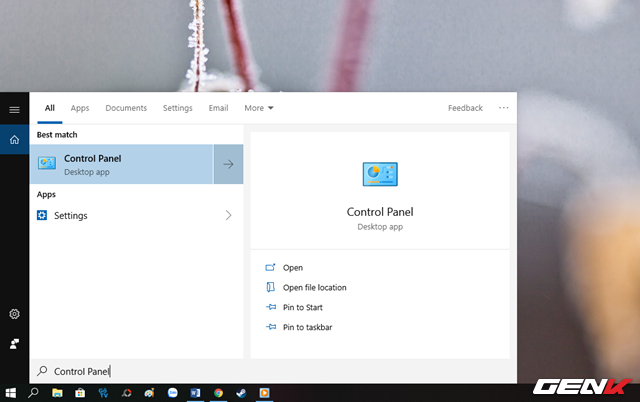 All Apps Documents Settings Email More Feedback ...
Best match
Control Panel
Desktop app
Apps
Settings
Control Panel
Desktop app
Open
Open file location
Pin to Start
Pin to taskbar
Control Panel
GENK